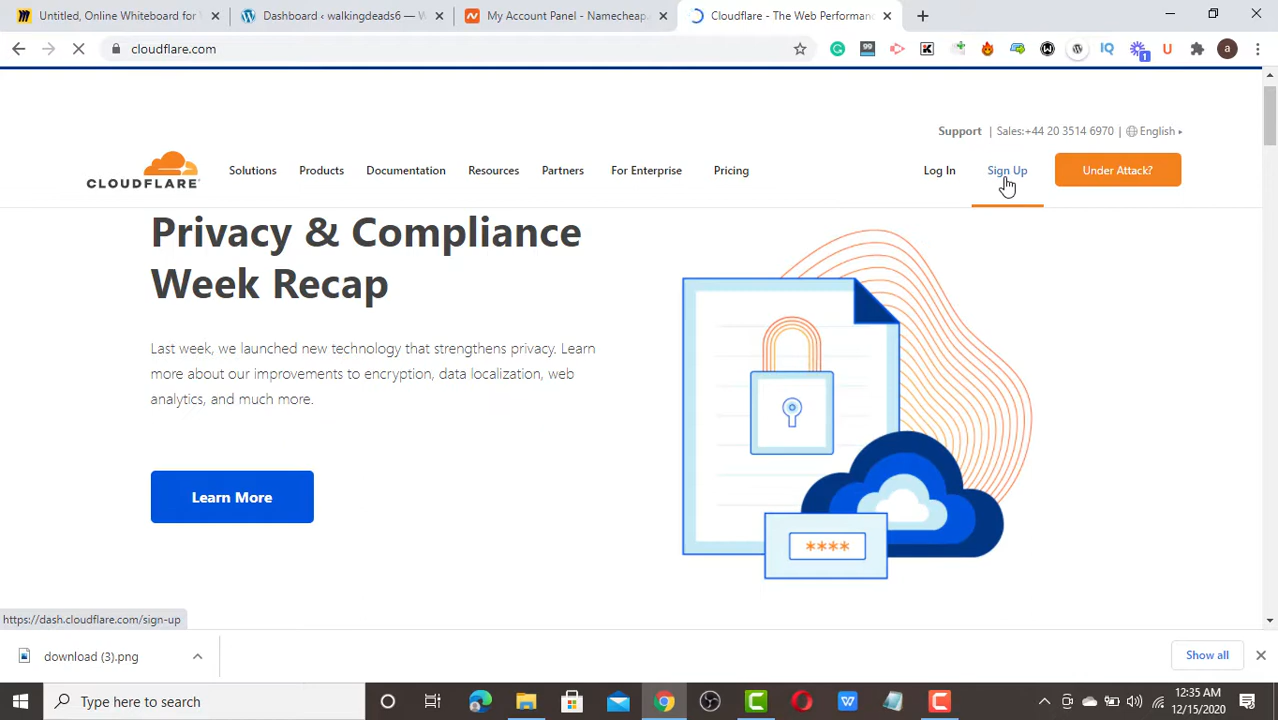 Untitled, Online Whiteboard for
Dashboard ‹ walkingdeads6 — W
My Account Panel - Namecheap.
Cloudflare - The Web Performanc
cloudflare.com
99
IQ
1
U
a
Support | Sales:+44 20 3514 6970 | English ▸
CLOUDFLARE
Solutions
Products
Documentation
Resources
Partners
For Enterprise
Pricing
Log In
Sign Up
Under Attack?
Privacy & Compliance
Week Recap
Last week, we launched new technology that strengthens privacy. Learn
more about our improvements to encryption, data localization, web
analytics, and much more.
Learn More
****
https://dash.cloudflare.com/sign-up
download (3).png
Show all
Type here to search
12:35 AM
12/15/2020